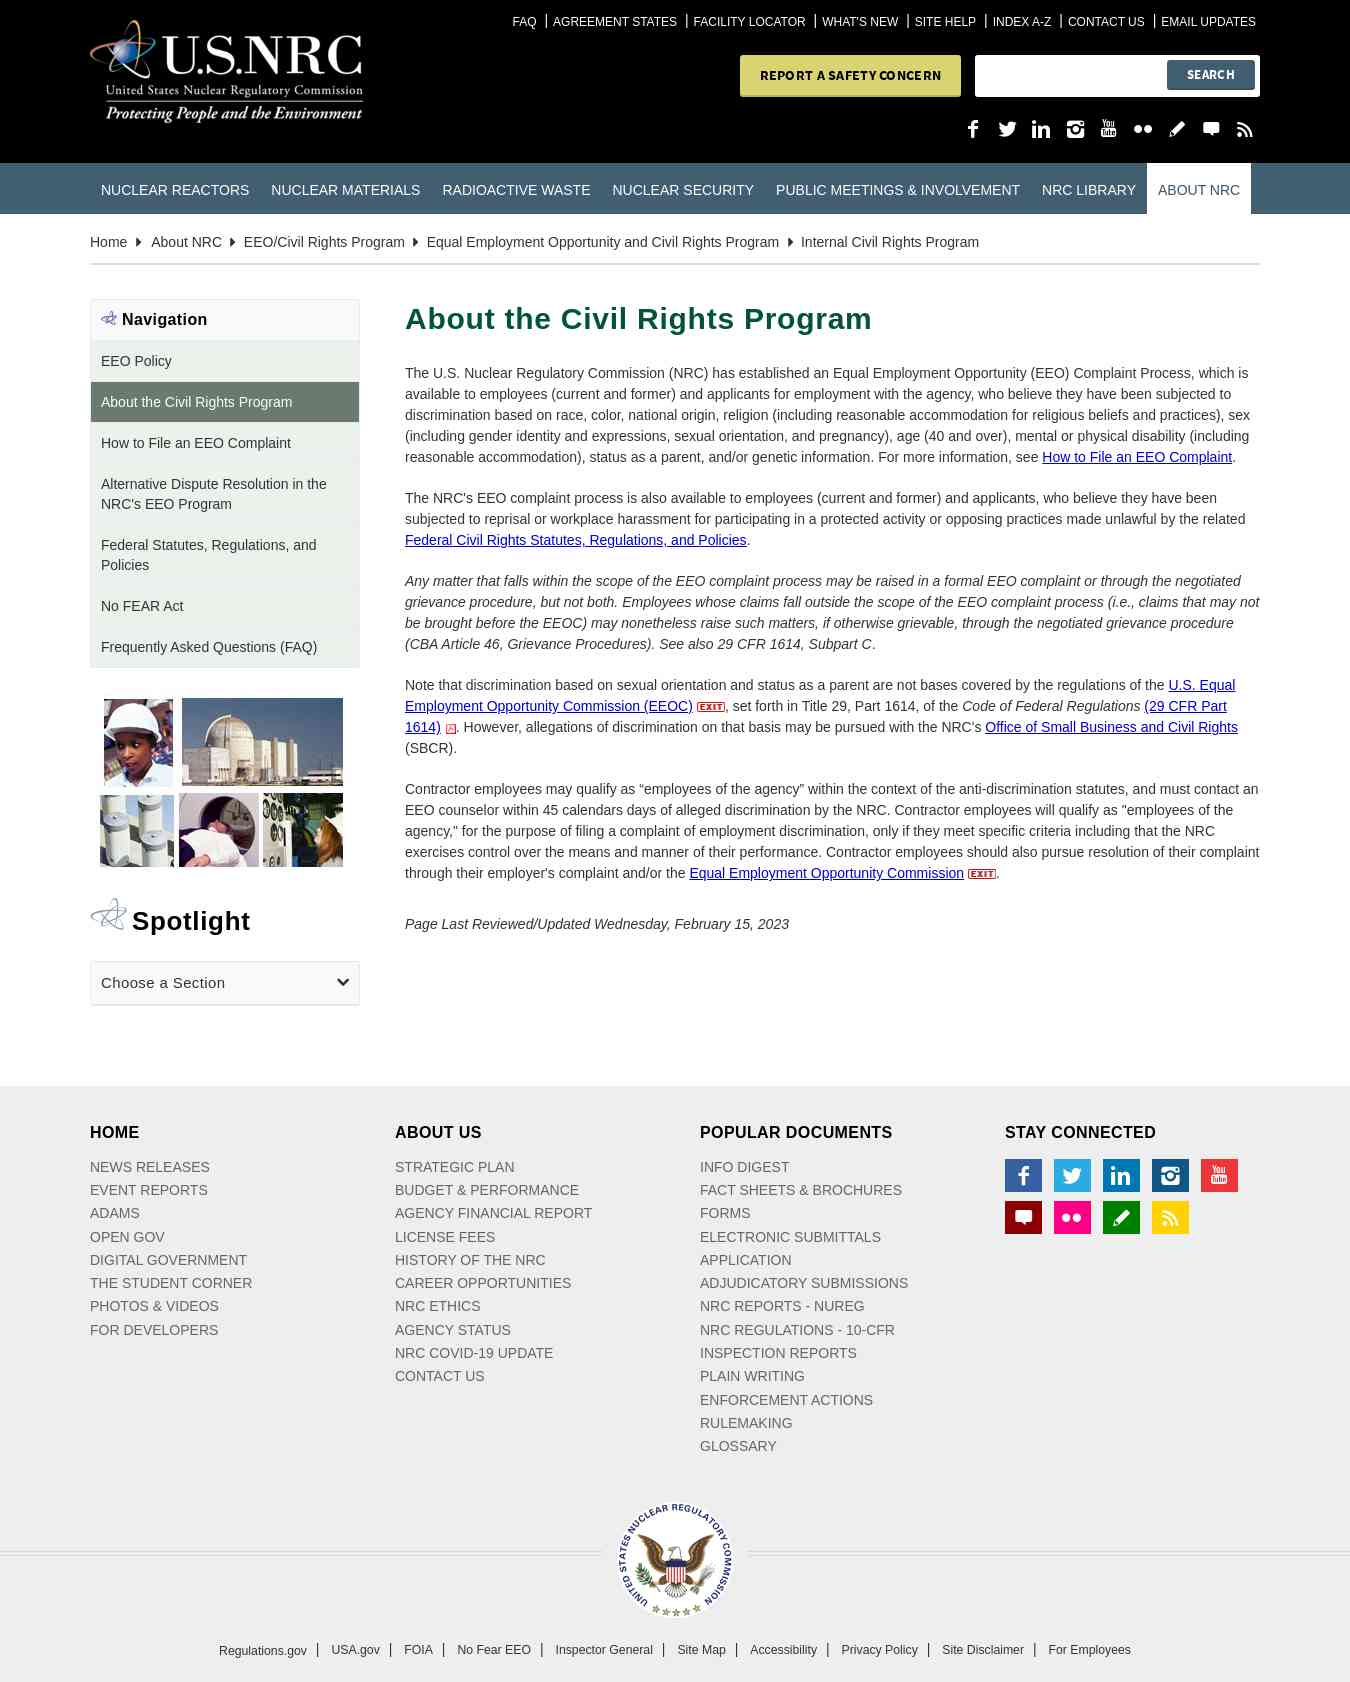 FAQ | AGREEMENT STATES | FACILITY LOCATOR | WHAT'S NEW | SITE HELP | INDEX A-Z | CONTACT US | EMAIL UPDATES
U.S.NRC
United States Nuclear Regulatory Commission
Protecting People and the Environment
REPORT A SAFETY CONCERN
SEARCH
You
Tube
NUCLEAR REACTORS NUCLEAR MATERIALS RADIOACTIVE WASTE NUCLEAR SECURITY PUBLIC MEETINGS & INVOLVEMENT NRC LIBRARY ABOUT NRC
Home About NRC EEO/Civil Rights Program Equal Employment Opportunity and Civil Rights Program Internal Civil Rights Program
Navigation
EEO Policy
About the Civil Rights Program
How to File an EEO Complaint
Alternative Dispute Resolution in the
NRC's EEO Program
Federal Statutes, Regulations, and
Policies
No FEAR Act
Frequently Asked Questions (FAQ)
Spotlight
Choose a Section
About the Civil Rights Program
The U.S. Nuclear Regulatory Commission (NRC) has established an Equal Employment Opportunity (EEO) Complaint Process, which is
available to employees (current and former) and applicants for employment with the agency, who believe they have been subjected to
discrimination based on race, color, national origin, religion (including reasonable accommodation for religious beliefs and practices), sex
(including gender identity and expressions, sexual orientation, and pregnancy), age (40 and over), mental or physical disability (including
reasonable accommodation), status as a parent, and/or genetic information. For more information, see How to File an EEO Complaint.
The NRC's EEO complaint process is also available to employees (current and former) and applicants, who believe they have been
subjected to reprisal or workplace harassment for participating in a protected activity or opposing practices made unlawful by the related
Federal Civil Rights Statutes, Regulations, and Policies.
Any matter that falls within the scope of the EEO complaint process may be raised in a formal EEO complaint or through the negotiated
grievance procedure, but not both. Employees whose claims fall outside the scope of the EEO complaint process (i.e., claims that may not
be brought before the EEOC) may nonetheless raise such matters, if otherwise grievable, through the negotiated grievance procedure
(CBA Article 46, Grievance Procedures). See also 29 CFR 1614, Subpart C.
Note that discrimination based on sexual orientation and status as a parent are not bases covered by the regulations of the U.S. Equal
Employment Opportunity Commission (EEOC) EXIT, set forth in Title 29, Part 1614, of the Code of Federal Regulations (29 CFR Part
1614). However, allegations of discrimination on that basis may be pursued with the NRC's Office of Small Business and Civil Rights
(SBCR).
Contractor employees may qualify as “employees of the agency” within the context of the anti-discrimination statutes, and must contact an
EEO counselor within 45 calendars days of alleged discrimination by the NRC. Contractor employees will qualify as "employees of the
agency," for the purpose of filing a complaint of employment discrimination, only if they meet specific criteria including that the NRC
exercises control over the means and manner of their performance. Contractor employees should also pursue resolution of their complaint
through their employer's complaint and/or the Equal Employment Opportunity Commission EXIT.
Page Last Reviewed/Updated Wednesday, February 15, 2023
HOME
NEWS RELEASES
EVENT REPORTS
ADAMS
OPEN GOV
DIGITAL GOVERNMENT
THE STUDENT CORNER
PHOTOS & VIDEOS
FOR DEVELOPERS
ABOUT US
STRATEGIC PLAN
BUDGET & PERFORMANCE
AGENCY FINANCIAL REPORT
LICENSE FEES
HISTORY OF THE NRC
CAREER OPPORTUNITIES
NRC ETHICS
AGENCY STATUS
NRC COVID-19 UPDATE
CONTACT US
POPULAR DOCUMENTS
INFO DIGEST
FACT SHEETS & BROCHURES
FORMS
ELECTRONIC SUBMITTALS
APPLICATION
ADJUDICATORY SUBMISSIONS
NRC REPORTS - NUREG
NRC REGULATIONS - 10-CFR
INSPECTION REPORTS
PLAIN WRITING
ENFORCEMENT ACTIONS
RULEMAKING
GLOSSARY
STAY CONNECTED
You
Tube
UNITED STATES NUCLEAR REGULATORY COMMISSION
Regulations.gov | USA.gov | FOIA | No Fear EEO | Inspector General | Site Map | Accessibility | Privacy Policy | Site Disclaimer | For Employees